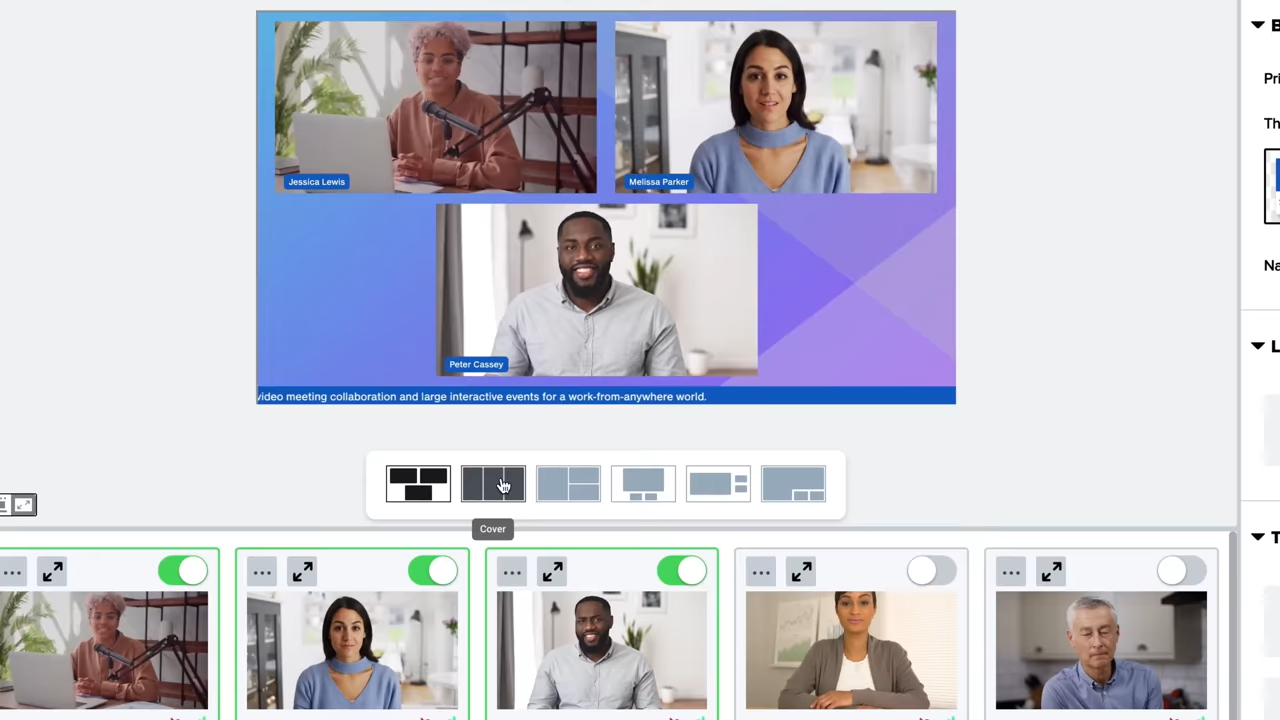 Jessica Lewis
Melissa Parker
Peter Cassey
video meeting collaboration and large interactive events for a work-from-anywhere world.
Cover